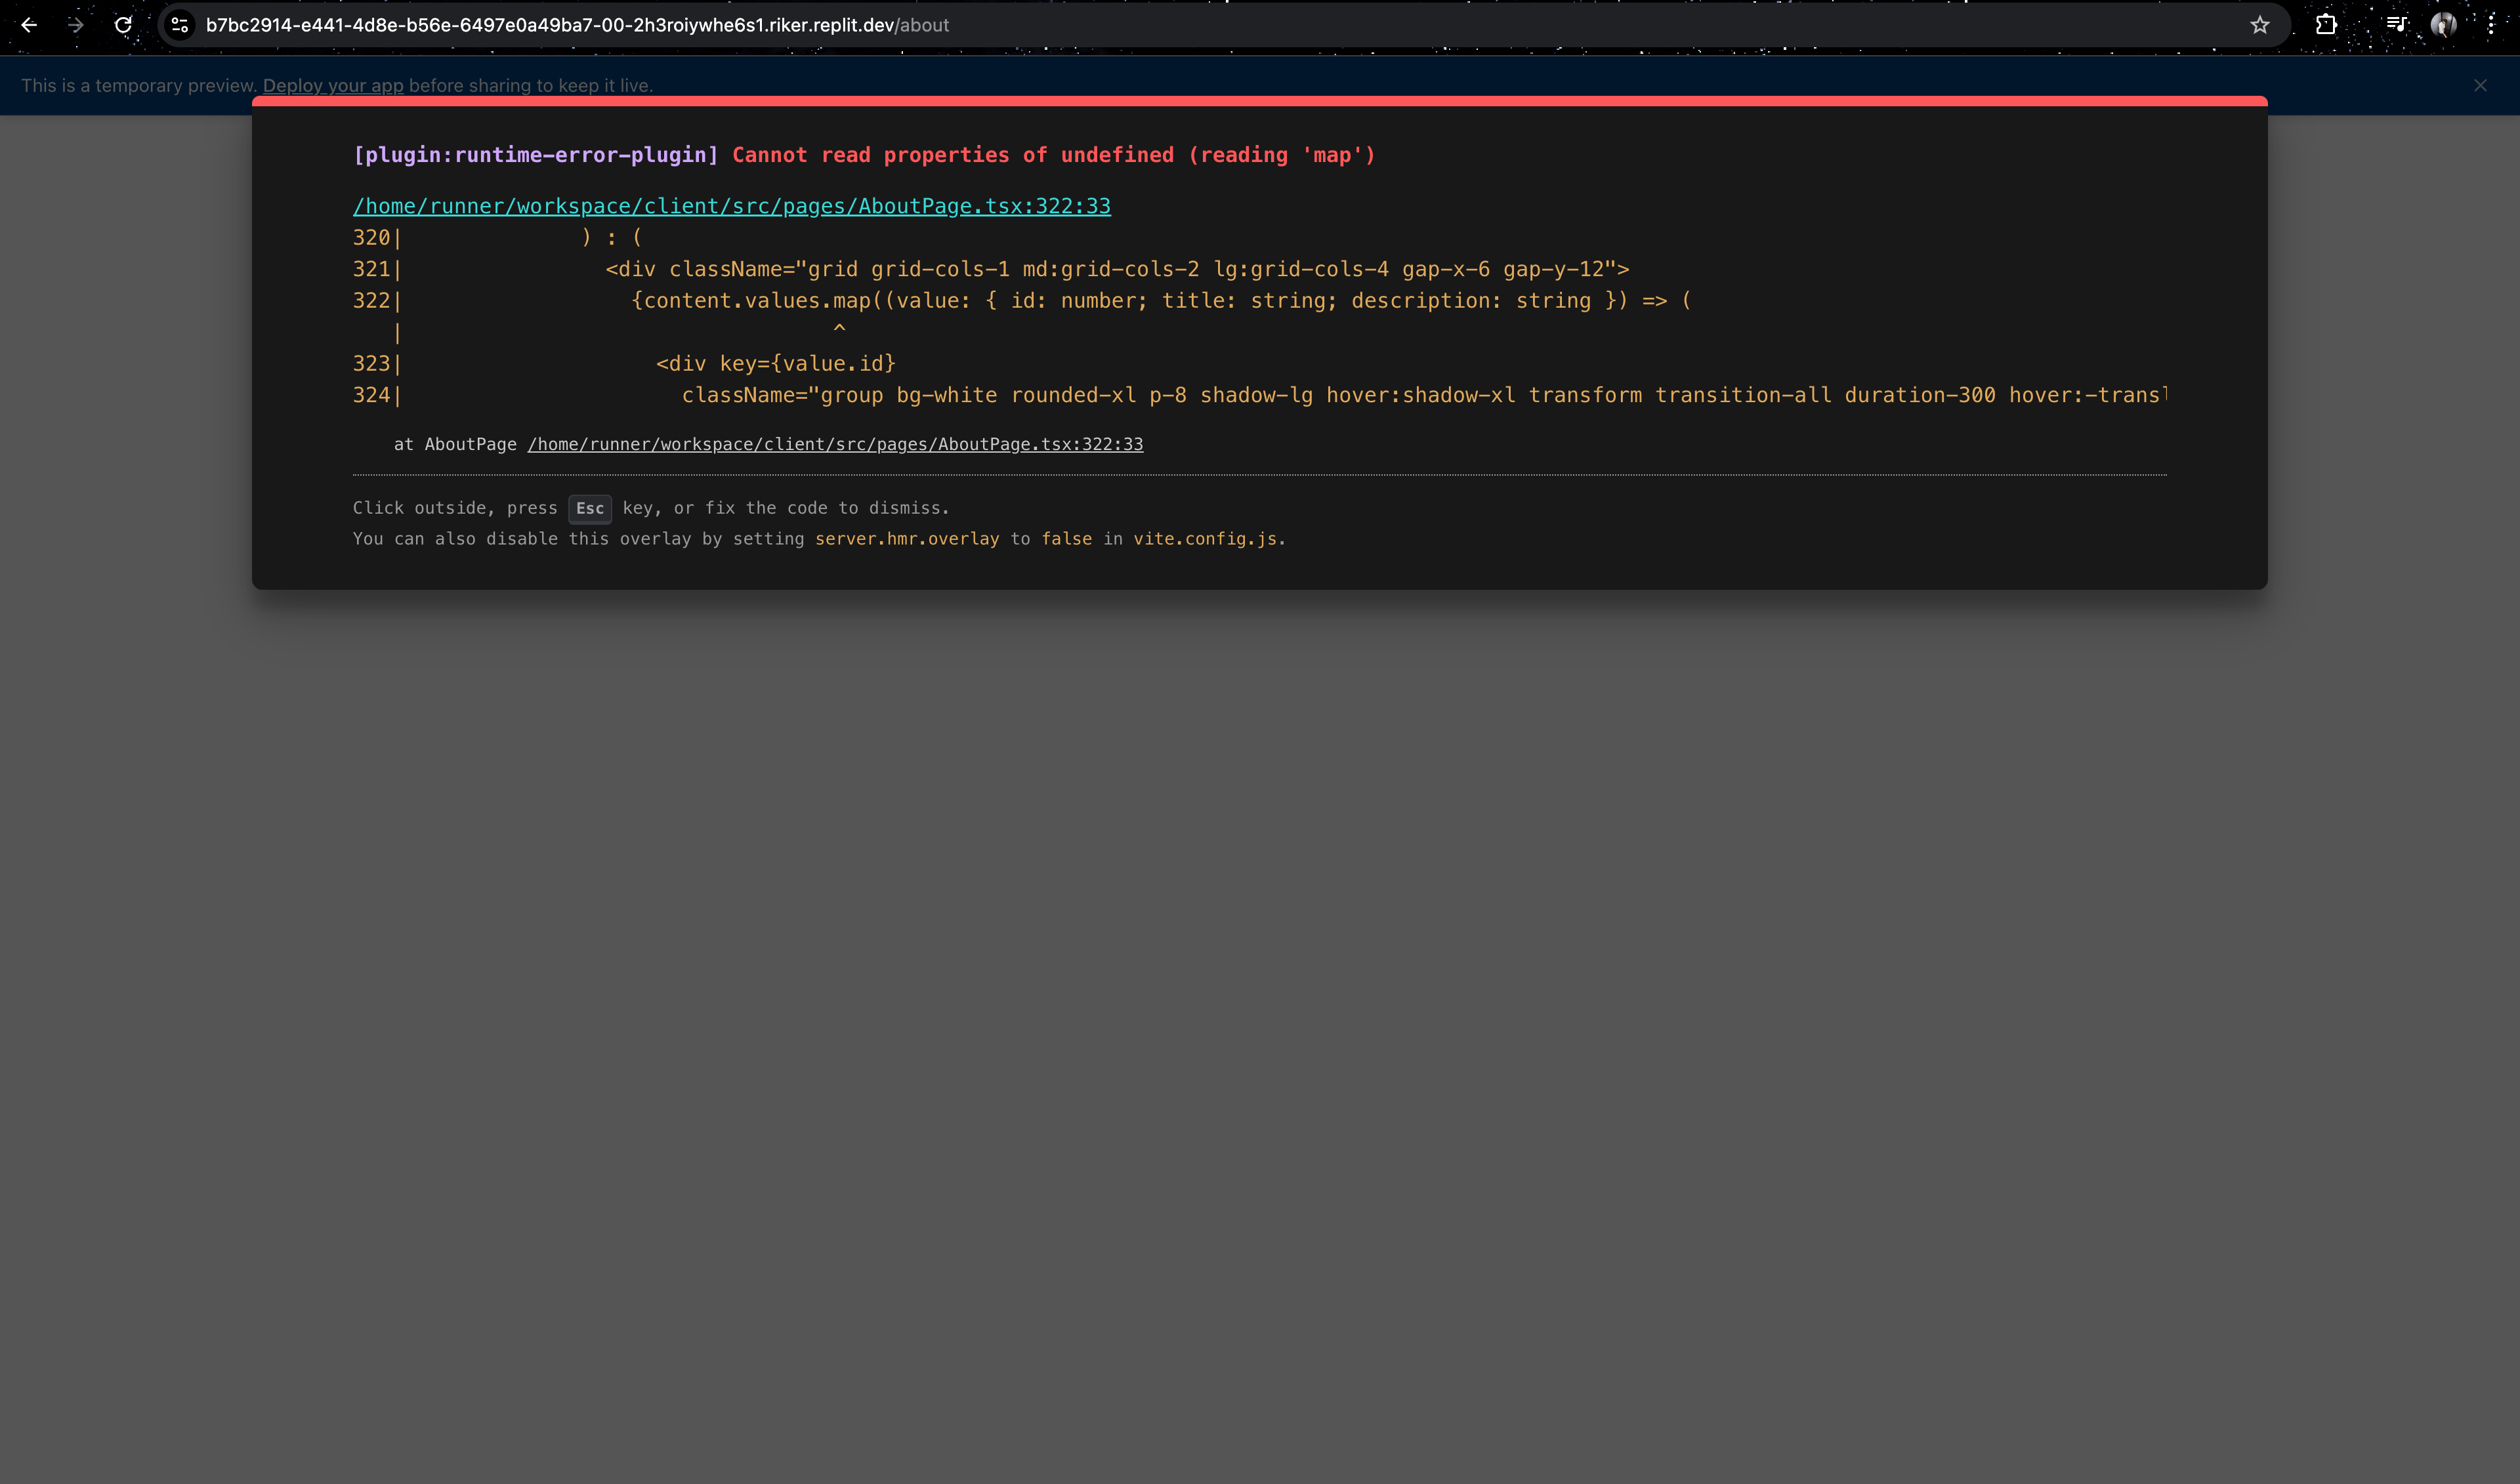 b7bc2914-e441-4d8e-b56e-6497e0a49ba7-00-2h3roiywhe6s1.riker.replit.dev/about
This is a temporary preview. Deploy your app before sharing to keep it live.
[plugin:runtime-error-plugin] Cannot read properties of undefined (reading 'map')
/home/runner/workspace/client/src/pages/AboutPage.tsx:322:33
320|              ) : (
321|                <div className="grid grid-cols-1 md:grid-cols-2 lg:grid-cols-4 gap-x-6 gap-y-12">
322|                  {content.values.map((value: { id: number; title: string; description: string }) => (
   |                                  ^
323|                    <div key={value.id}
324|                      className="group bg-white rounded-xl p-8 shadow-lg hover:shadow-xl transform transition-all duration-300 hover:-transl
at AboutPage /home/runner/workspace/client/src/pages/AboutPage.tsx:322:33
Click outside, press Esc key, or fix the code to dismiss.
You can also disable this overlay by setting server.hmr.overlay to false in vite.config.js.